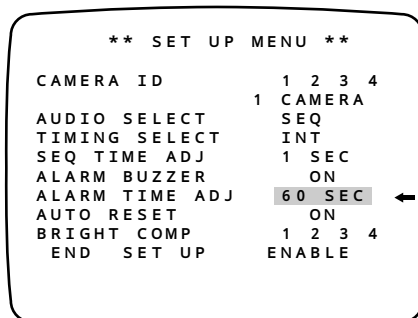 ** SET UP MENU **
CAMERA ID 1 2 3 4
1 CAMERA
AUDIO SELECT SEQ
TIMING SELECT INT
SEQ TIME ADJ 1 SEC
ALARM BUZZER ON
ALARM TIME ADJ 60 SEC
AUTO RESET ON
BRIGHT COMP 1 2 3 4
END SET UP ENABLE